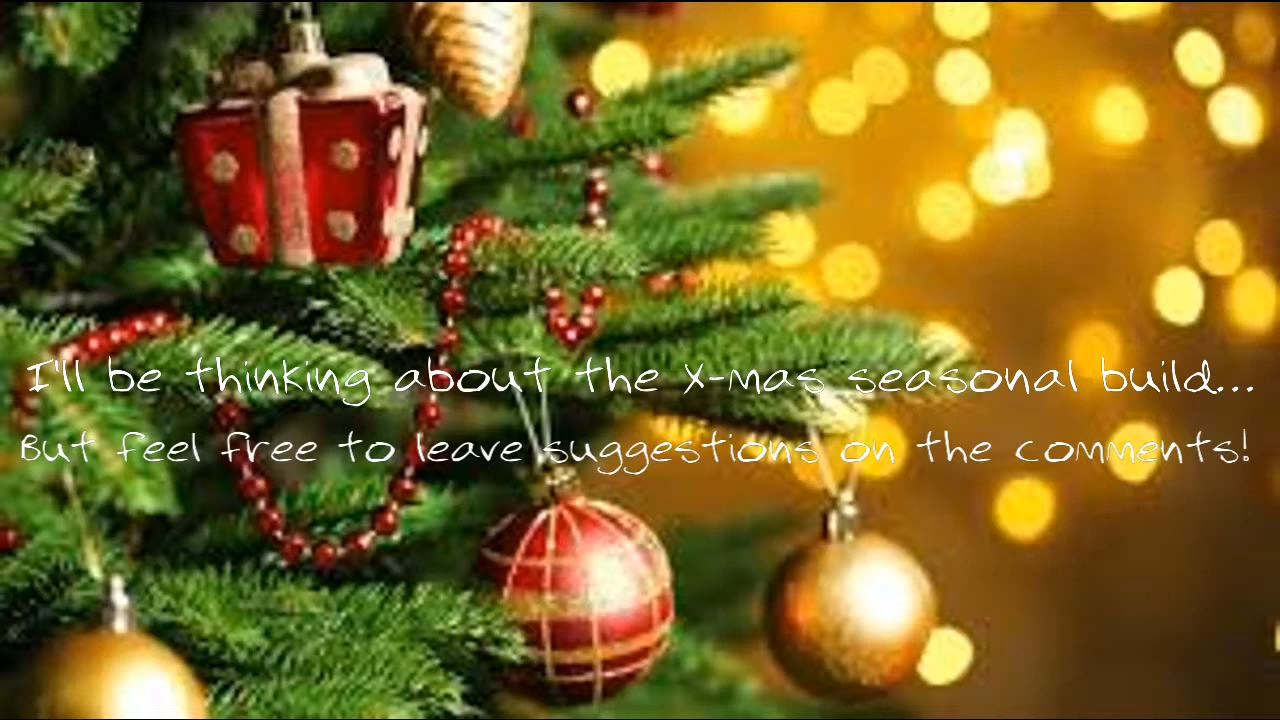 I'll be thinking about the X-mas seasonal build...
But feel free to leave suggestions on the comments!